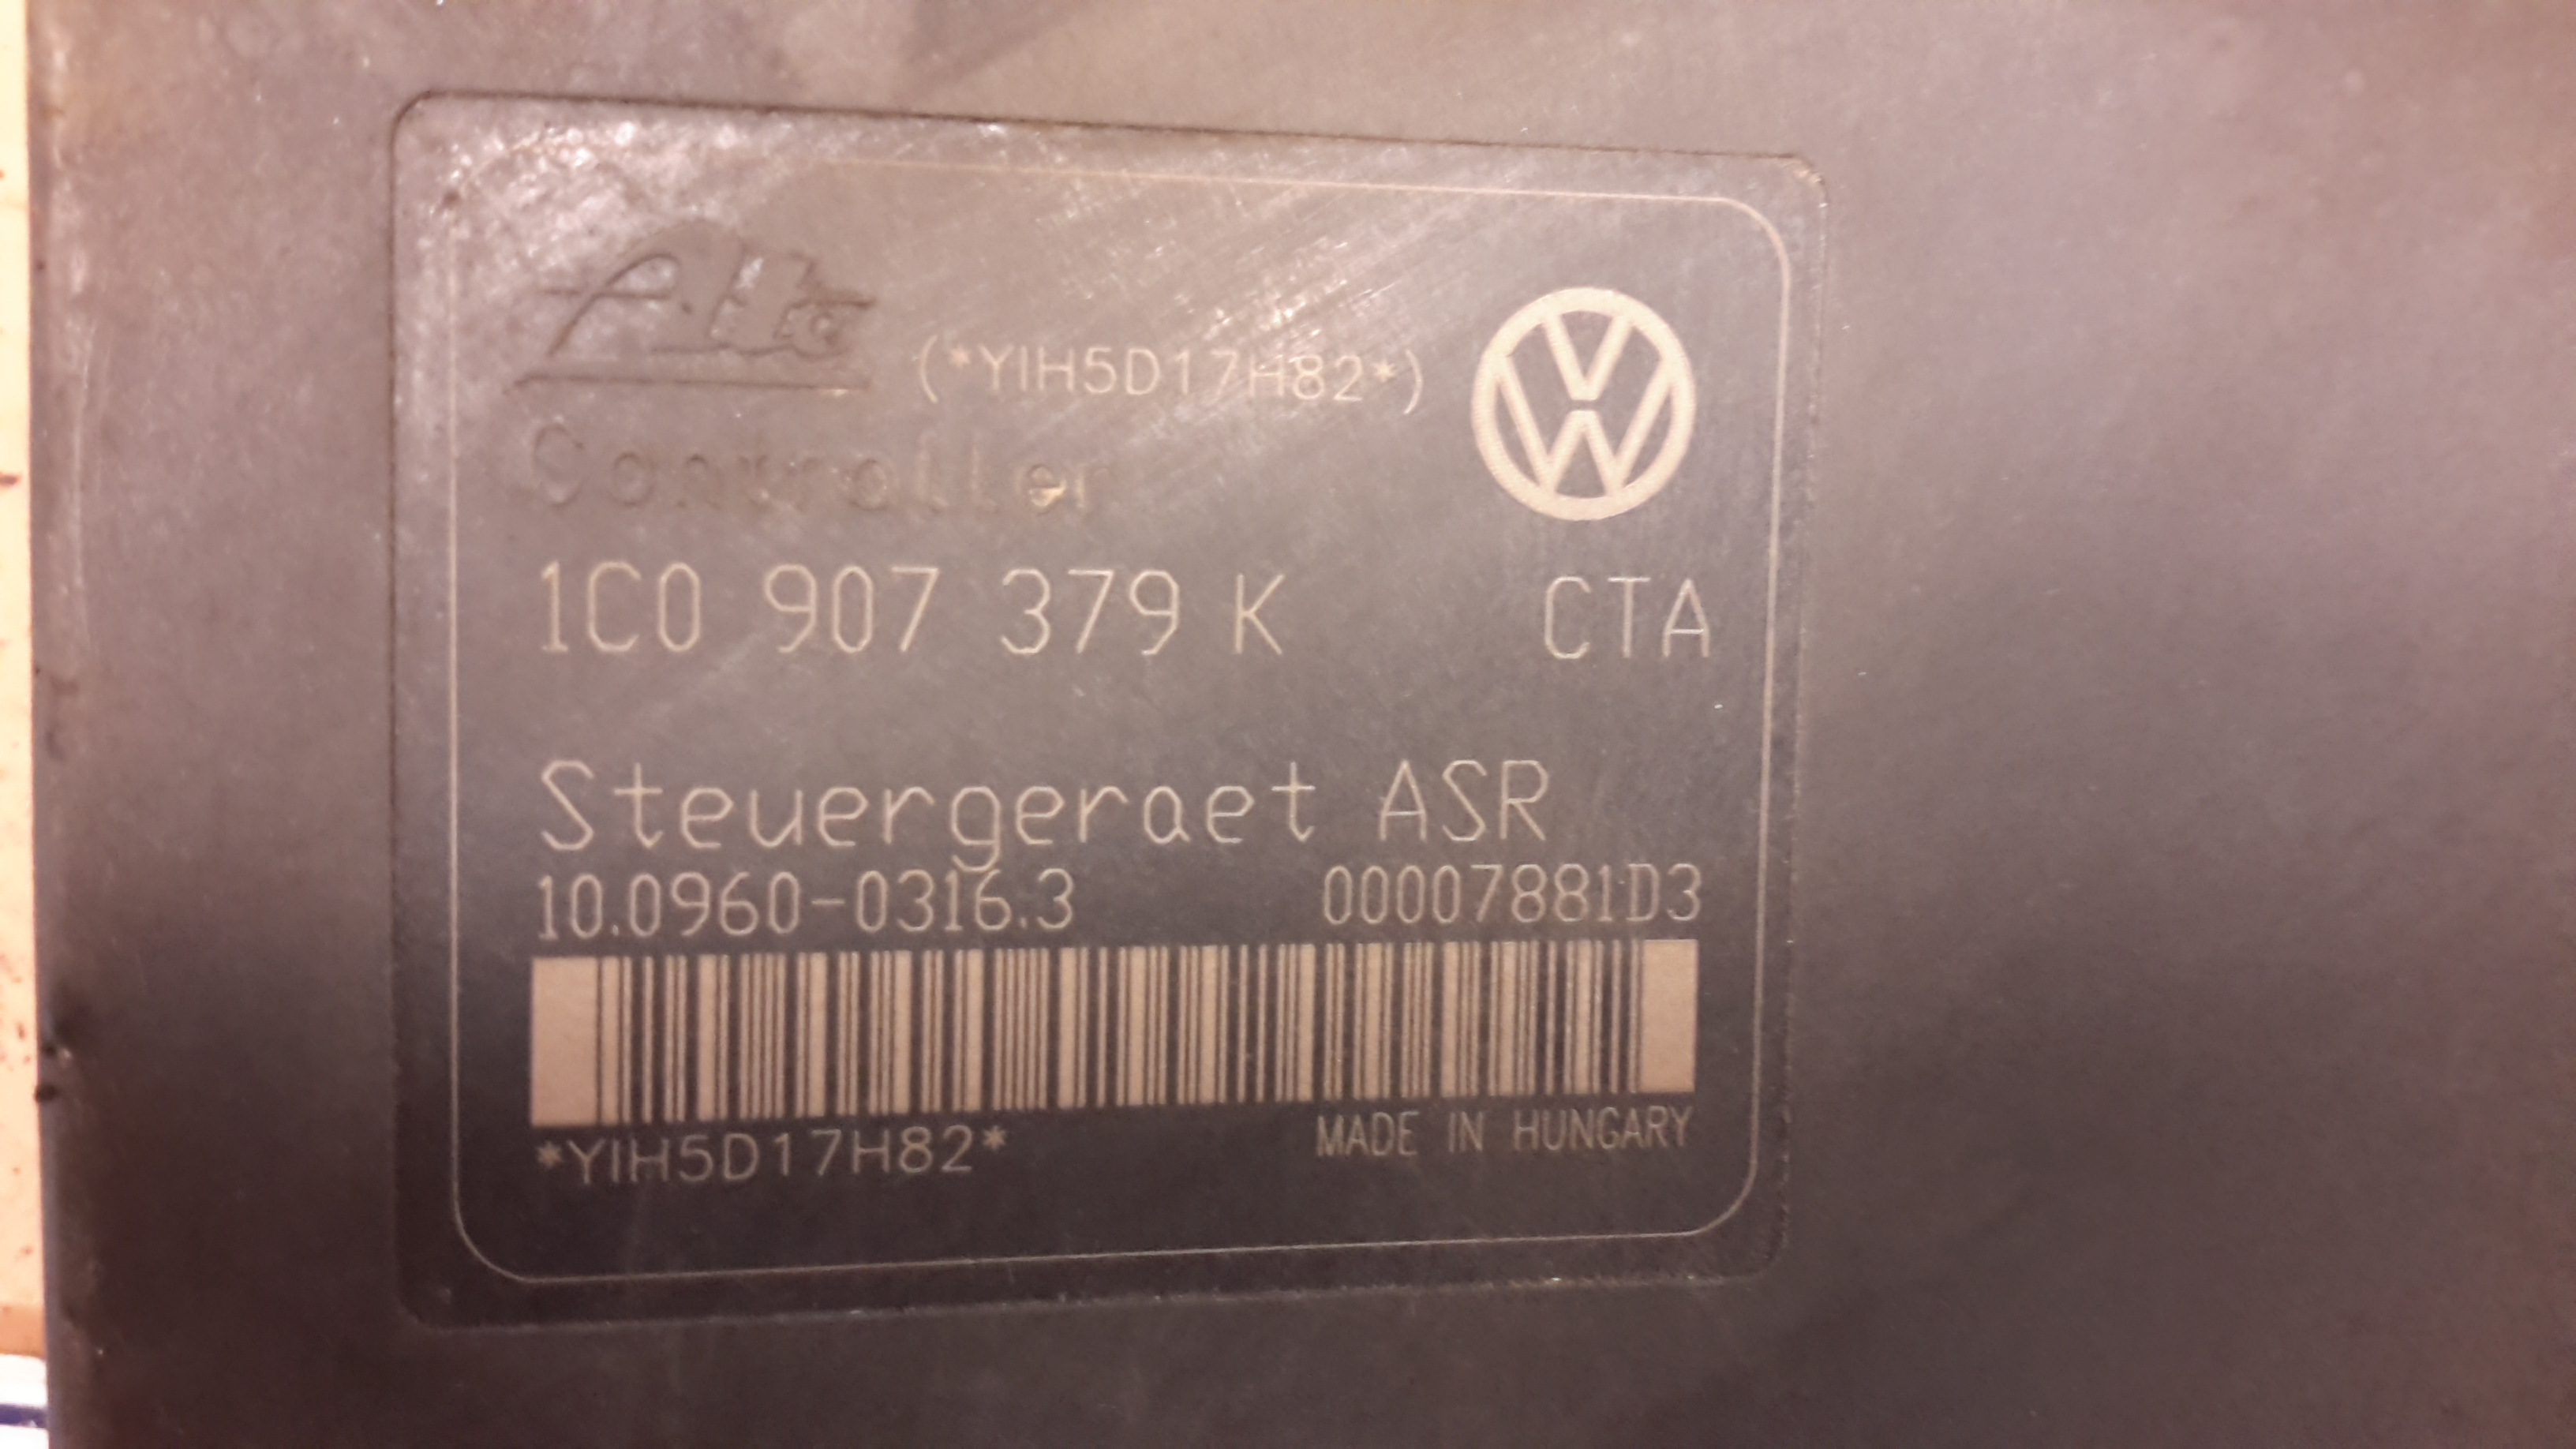 (*YIH5D17H82*)
Controller
1C0 907 379 K CTA
Steuergeraet ASR
10.0960-0316.3 00007881D3
*YIH5D17H82* MADE IN HUNGARY